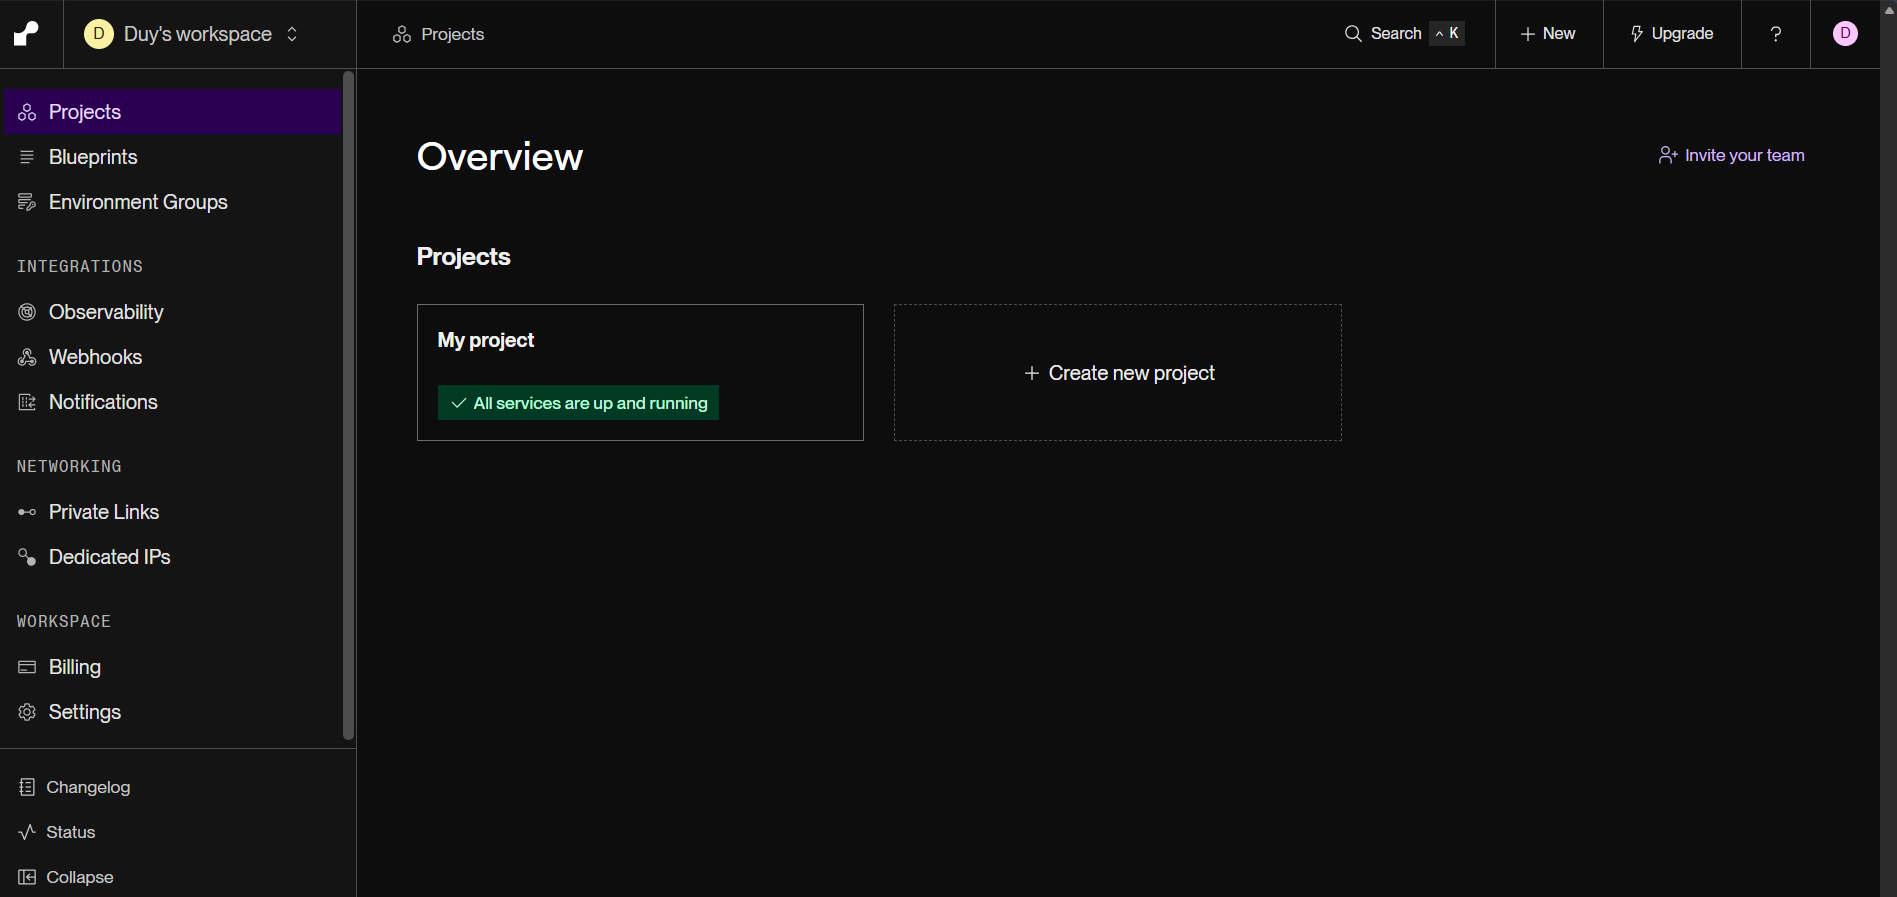 D Duy's workspace
Projects
Search ^ K
New
Upgrade
?
D
Projects
Blueprints
Environment Groups
INTEGRATIONS
Observability
Webhooks
Notifications
NETWORKING
Private Links
Dedicated IPs
WORKSPACE
Billing
Settings
Changelog
Status
Collapse
Overview
Invite your team
Projects
My project
All services are up and running
+ Create new project